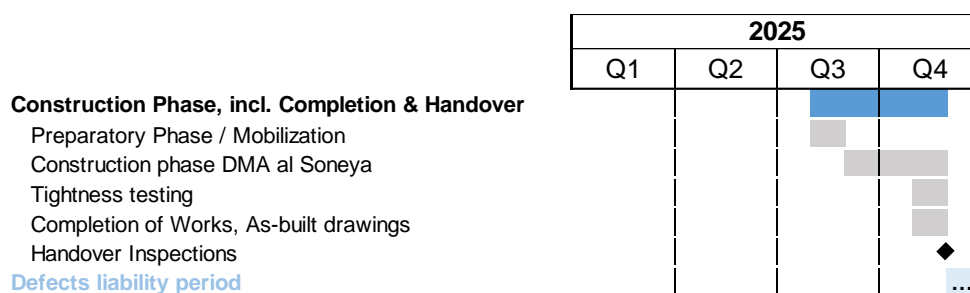 2025
Q1 Q2 Q3 Q4
Construction Phase, incl. Completion & Handover
Preparatory Phase / Mobilization
Construction phase DMA al Soneya
Tightness testing
Completion of Works, As-built drawings
Handover Inspections
Defects liability period ...